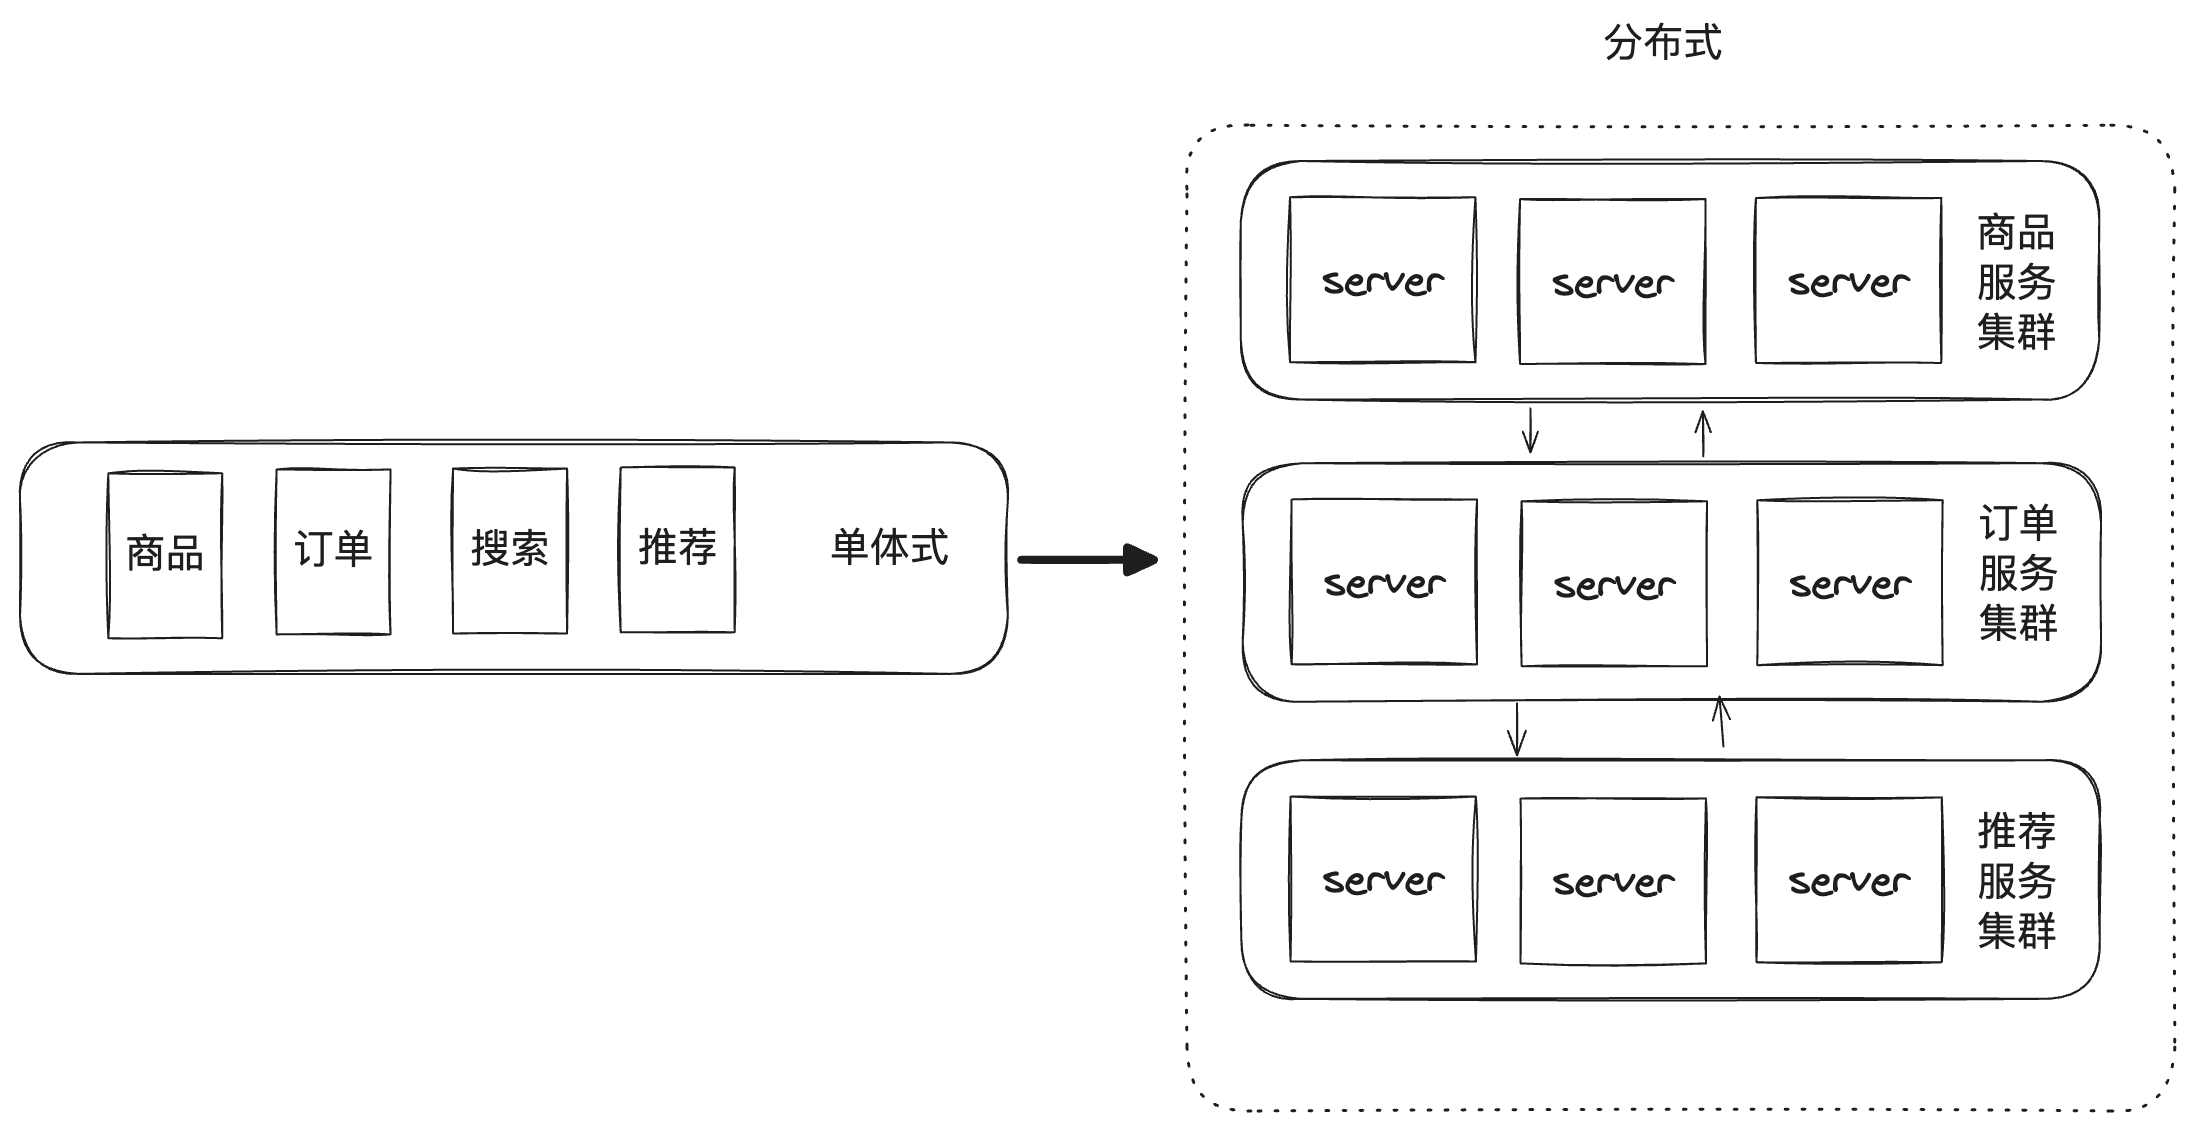 分布式
商品
订单
搜索
推荐
单体式
server
server
server
商品
服务
集群
server
server
server
订单
服务
集群
server
server
server
推荐
服务
集群